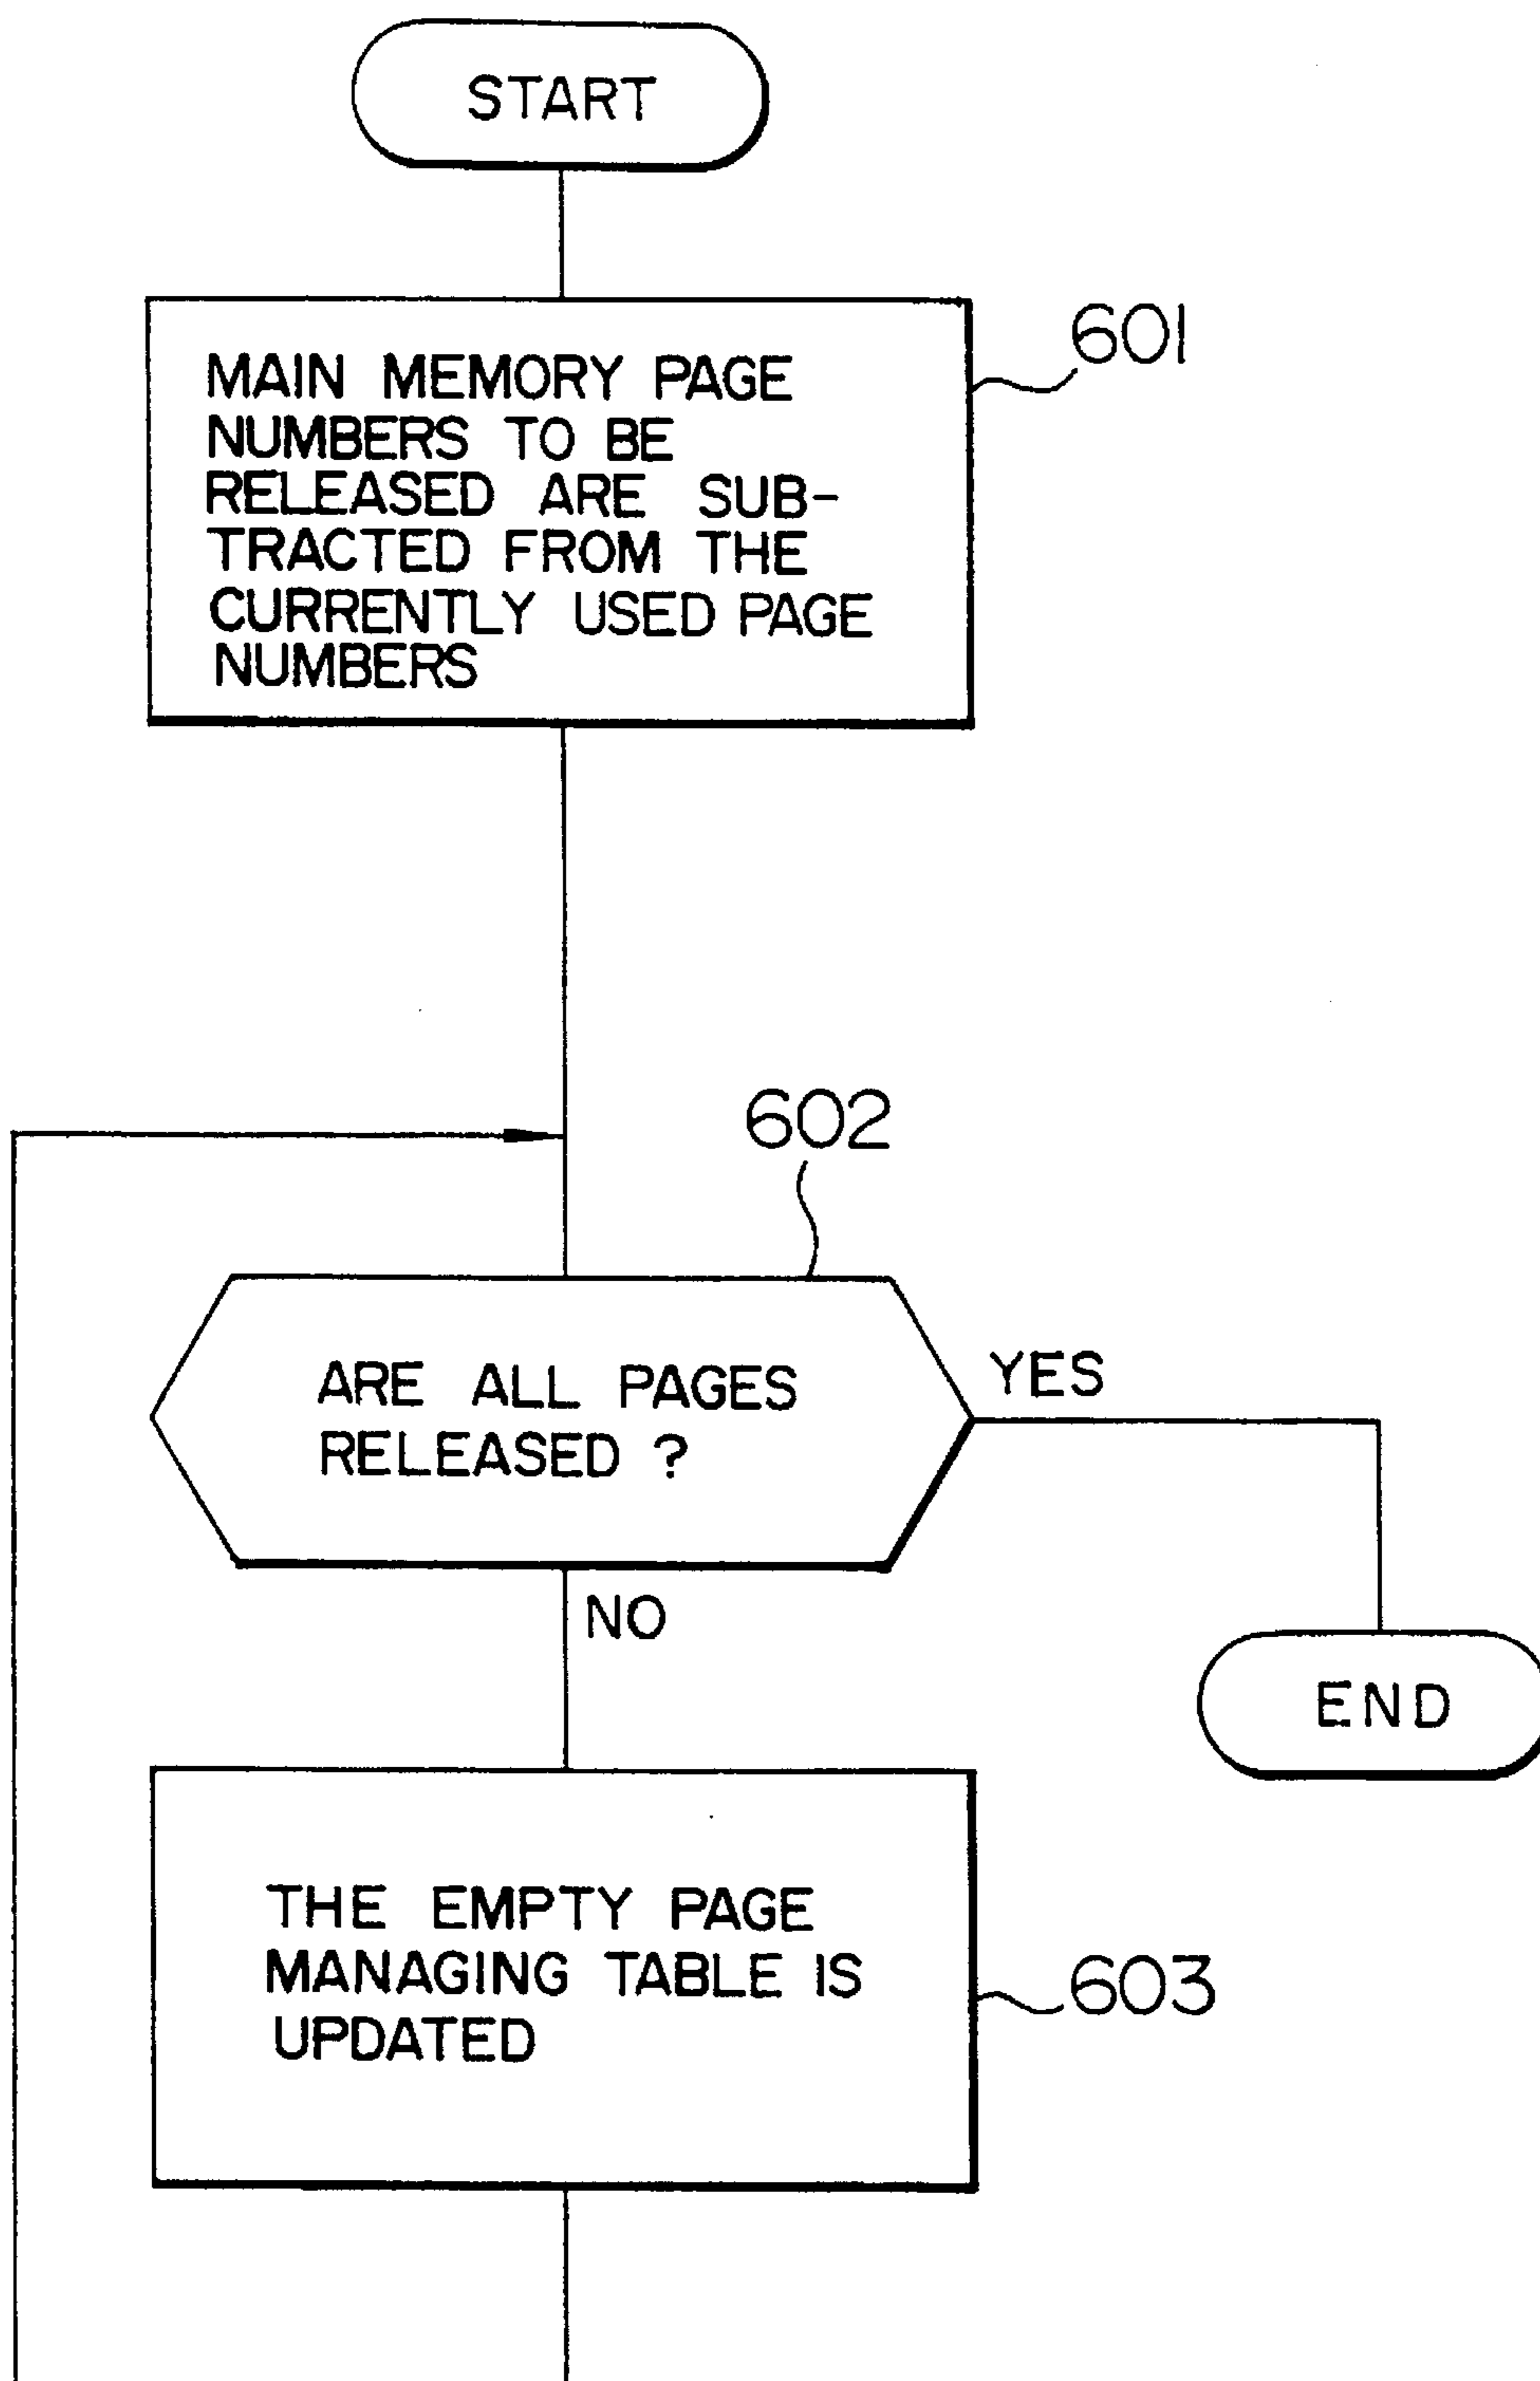 START
601
MAIN MEMORY PAGE
NUMBERS TO BE
RELEASED ARE SUB-
TRACTED FROM THE
CURRENTLY USED PAGE
NUMBERS
602
ARE ALL PAGES
RELEASED ?
YES
NO
END
THE EMPTY PAGE
MANAGING TABLE IS
UPDATED
603